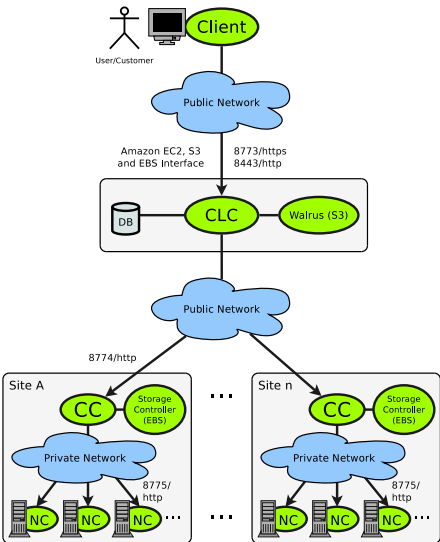 Client
User/Customer
Public Network
Amazon EC2, S3
and EBS Interface
8773/https
8443/http
DB
CLC
Walrus (S3)
Public Network
8774/http
Site A
CC
Storage
Controller
(EBS)
Private Network
8775/
http
NC
NC
NC
...
...
...
Site n
CC
Storage
Controller
(EBS)
Private Network
8775/
http
NC
NC
NC
...